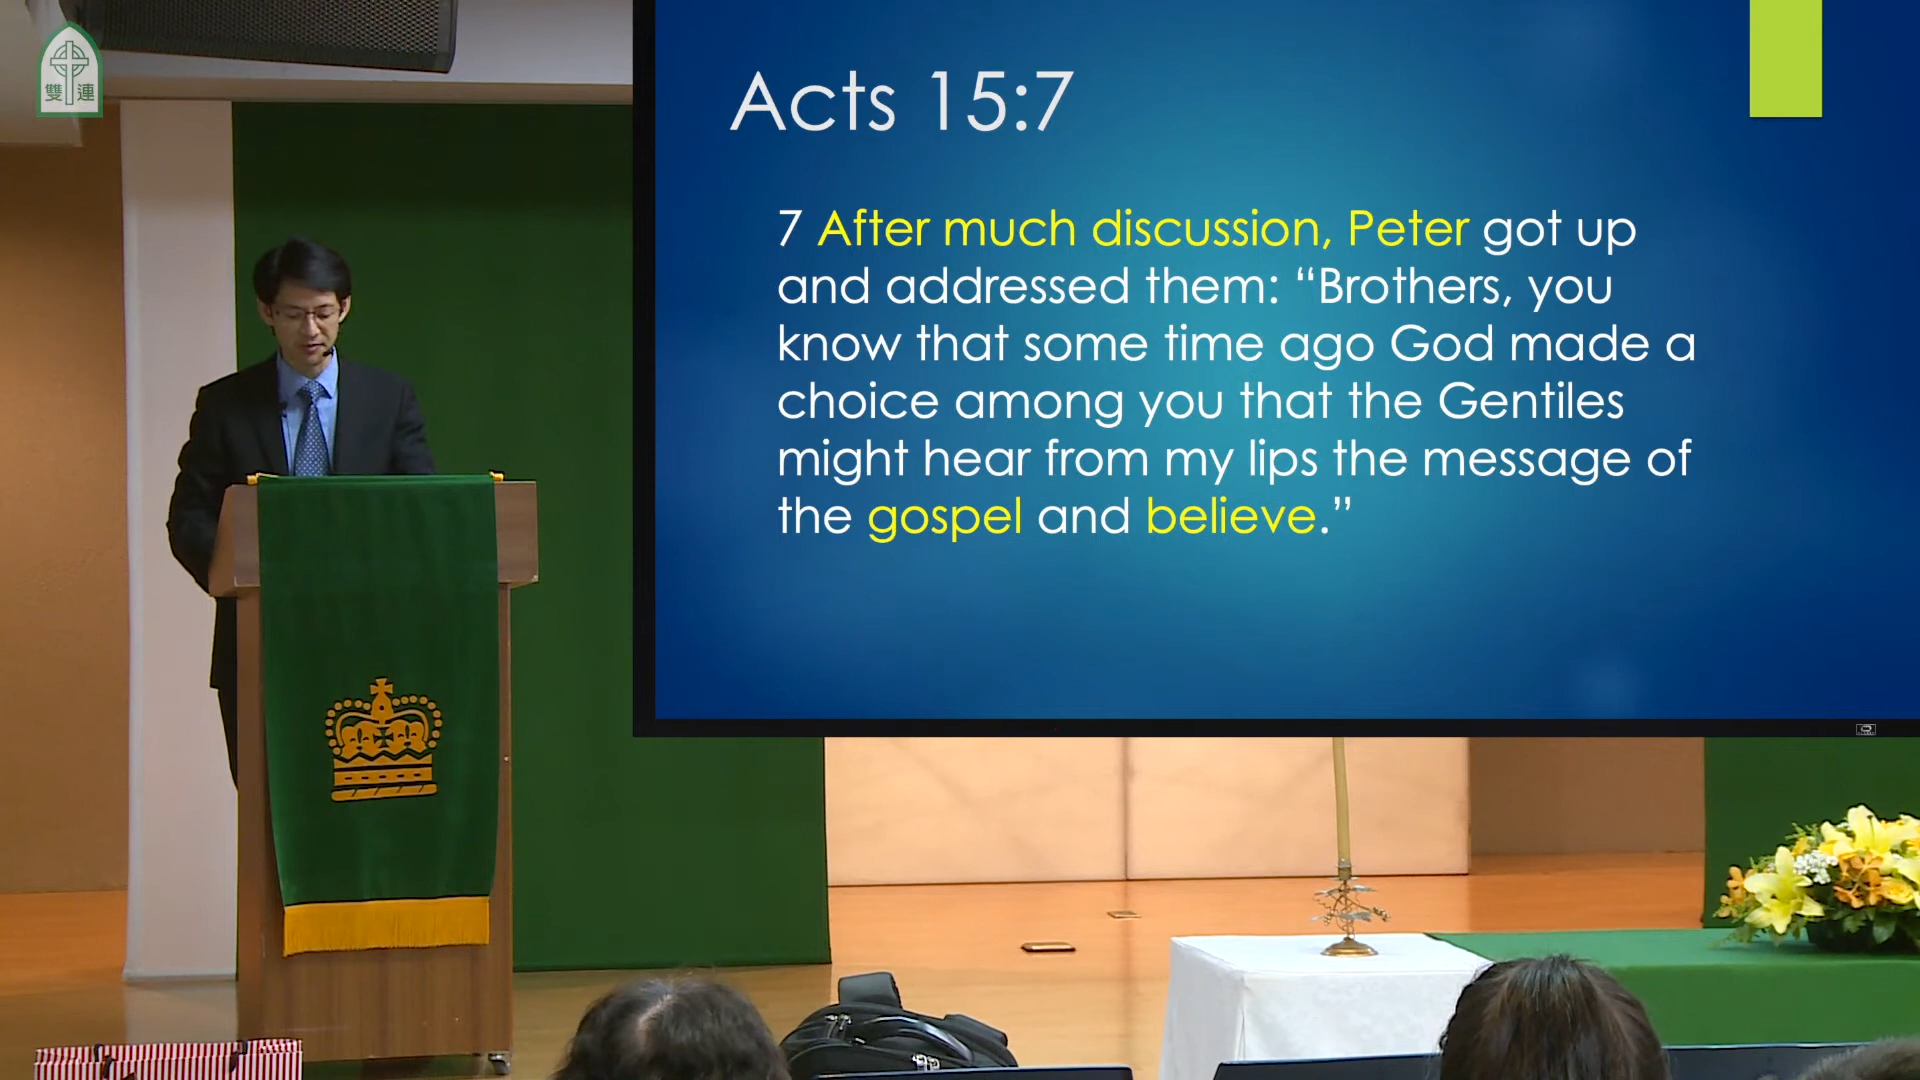 雙連
Acts 15:7
7 After much discussion, Peter got up
and addressed them: “Brothers, you
know that some time ago God made a
choice among you that the Gentiles
might hear from my lips the message of
the gospel and believe.”